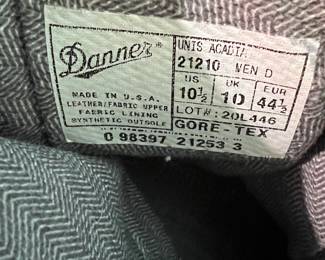 Danner®
MADE IN U.S.A.
LEATHER/FABRIC UPPER
FABRIC LINING
SYNTHETIC OUTSOLE
UNIS ACADIA
21210 MEN D
US UK EUR
10½ 10 44½
LOT#: 20L446
GORE-TEX
0 98397 21253 3